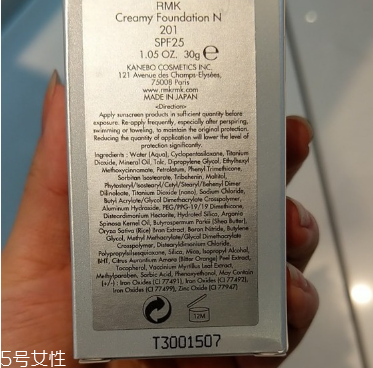 RMK
Creamy Foundation N
201
SPF25
1.05 OZ. 30g ℮
KANEBO COSMETICS INC.
121 Avenue des Champs-Elysées,
75008 Paris
www.rmkrmk.com
MADE IN JAPAN
<Directions>
Apply sunscreen products in sufficient quantity before
exposure. Re-apply frequently, especially after perspiring,
swimming or toweling, to maintain the original protection.
Reducing the quantity of application will lower the level of
protection significantly.
Ingredients : Water (Aqua), Cyclopentasiloxane, Titanium
Dioxide, Mineral Oil, Talc, Dipropylene Glycol, Ethylhexyl
Methoxycinnamate, Petrolatum, Phenyl Trimethicone,
Sorbitan Isostearate, Tribehenin, Maltitol,
Phytosteryl/Isostearyl/Cetyl/Stearyl/Behenyl Dimer
Dilinoleate, Titanium Dioxide (nano), Sodium Chloride,
Butyl Acrylate/Glycol Dimethacrylate Crosspolymer,
Aluminum Hydroxide, PEG/PPG-19/19 Dimethicone,
Disteardimonium Hectorite, Hydrated Silica, Argania
Spinosa Kernel Oil, Butyrospermum Parkii (Shea Butter),
Oryza Sativa (Rice) Bran Extract, Boron Nitride, Butylene
Glycol, Methyl Methacrylate/Glycol Dimethacrylate
Crosspolymer, Distearyldimonium Chloride,
Polypropylsilsesquioxane, Silica, Mica, Isopropyl Alcohol,
BHT, Citrus Aurantium Amara (Bitter Orange) Peel Extract,
Tocopherol, Vaccinium Myrtillus Leaf Extract,
Methylparaben, Sorbic Acid, Phenoxyethanol, May Contain
(+/-) : Iron Oxides (CI 77491), Iron Oxides (CI 77492),
Iron Oxides (CI 77499), Zinc Oxide (CI 77947)
12M
T3001507
5号女性